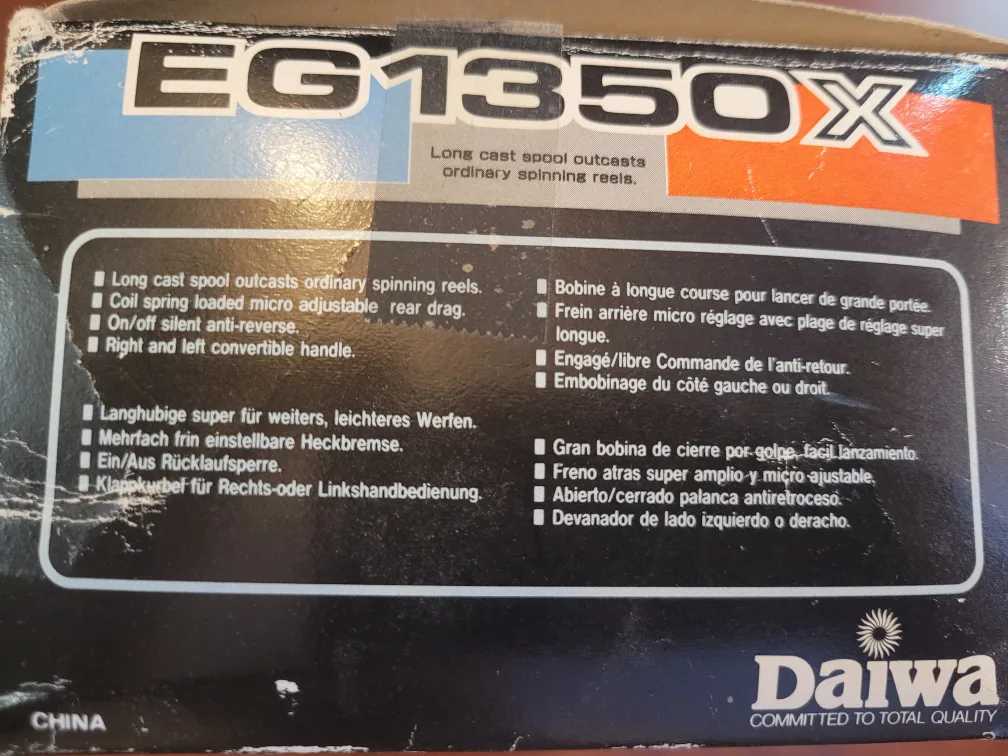 EG1350X
Long cast spool outcasts
ordinary spinning reels.
Long cast spool outcasts ordinary spinning reels.
Coil spring loaded micro adjustable rear drag.
On/off silent anti-reverse.
Right and left convertible handle.
Langhubige super für weiters, leichteres Werfen.
Mehrfach frin einstellbare Heckbremse.
Ein/Aus Rücklaufsperre.
Klappkurbel für Rechts-oder Linkshandbedienung.
Bobine à longue course pour lancer de grande portée.
Frein arrière micro réglage avec plage de réglage super
longue.
Engagé/libre Commande de l'anti-retour.
Embobinage du côté gauche ou droit.
Gran bobina de cierre por golpe, facil lanzamiento.
Freno atras super amplio y micro ajustable.
Abierto/cerrado palanca antiretroceso.
Devanador de lado izquierdo o deracho.
Daiwa
COMMITTED TO TOTAL QUALITY
CHINA